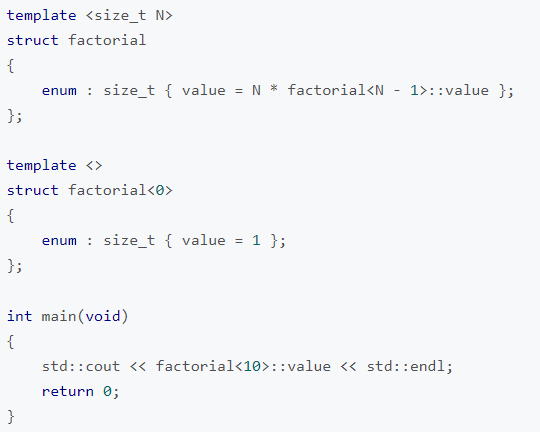 template <size_t N>
struct factorial
{
    enum : size_t { value = N * factorial<N - 1>::value };
};

template <>
struct factorial<0>
{
    enum : size_t { value = 1 };
};

int main(void)
{
    std::cout << factorial<10>::value << std::endl;
    return 0;
}